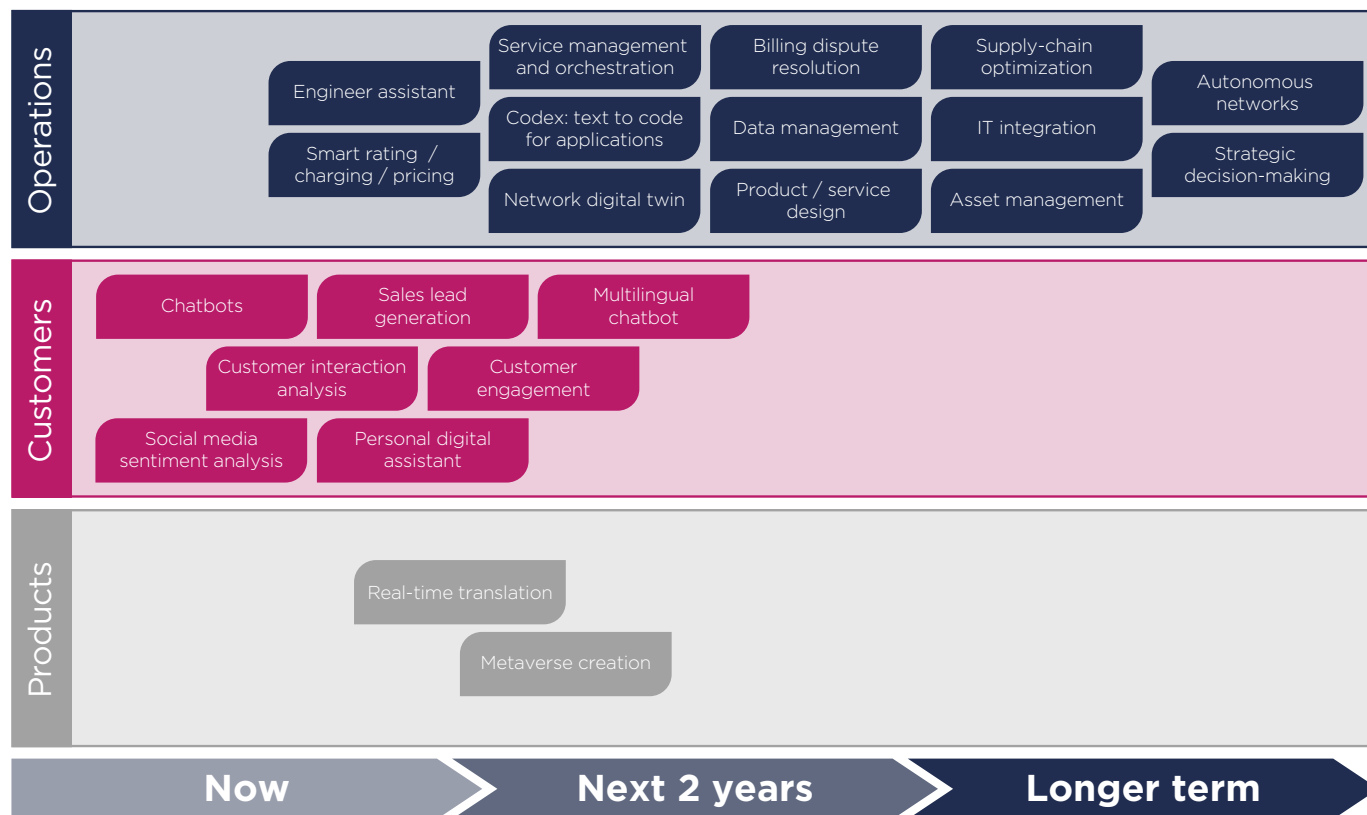 Operations
Engineer assistant
Smart rating /
charging / pricing
Service management
and orchestration
Codex: text to code
for applications
Network digital twin
Billing dispute
resolution
Data management
Product / service
design
Supply-chain
optimization
IT integration
Asset management
Autonomous
networks
Strategic
decision-making
Customers
Chatbots
Sales lead
generation
Multilingual
chatbot
Customer interaction
analysis
Customer
engagement
Social media
sentiment analysis
Personal digital
assistant
Products
Real-time translation
Metaverse creation
Now
Next 2 years
Longer term